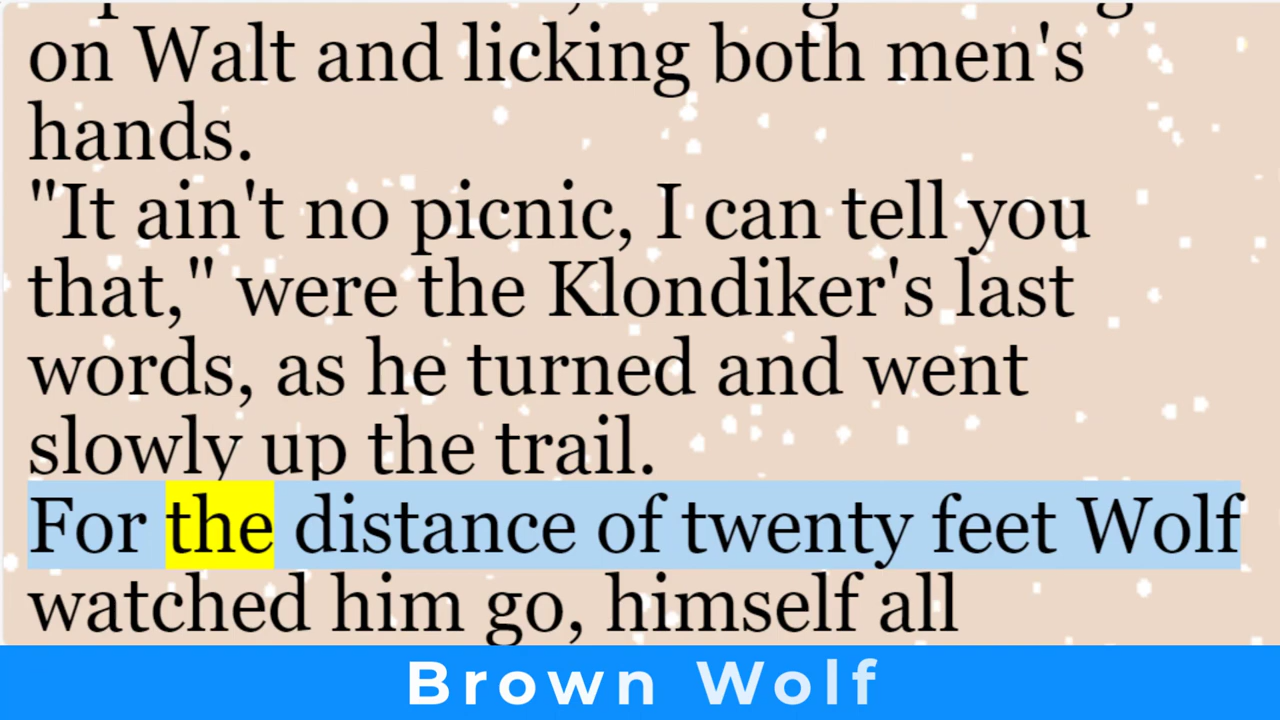 on Walt and licking both men's
hands.
"It ain't no picnic, I can tell you
that," were the Klondiker's last
words, as he turned and went
slowly up the trail.
For the distance of twenty feet Wolf
watched him go, himself all
Brown Wolf